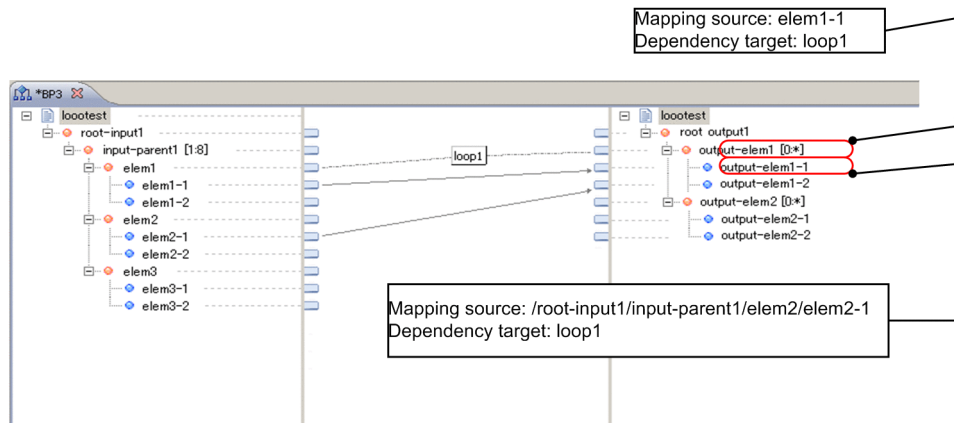 Mapping source: elem1-1
Dependency target: loop1
*BP3
loootest
root-input1
input-parent1 [1:8]
elem1
elem1-1
elem1-2
elem2
elem2-1
elem2-2
elem3
elem3-1
elem3-2
loop1
loootest
root output1
output-elem1 [0:*]
output-elem1-1
output-elem1-2
output-elem2 [0:*]
output-elem2-1
output-elem2-2
Mapping source: /root-input1/input-parent1/elem2/elem2-1
Dependency target: loop1